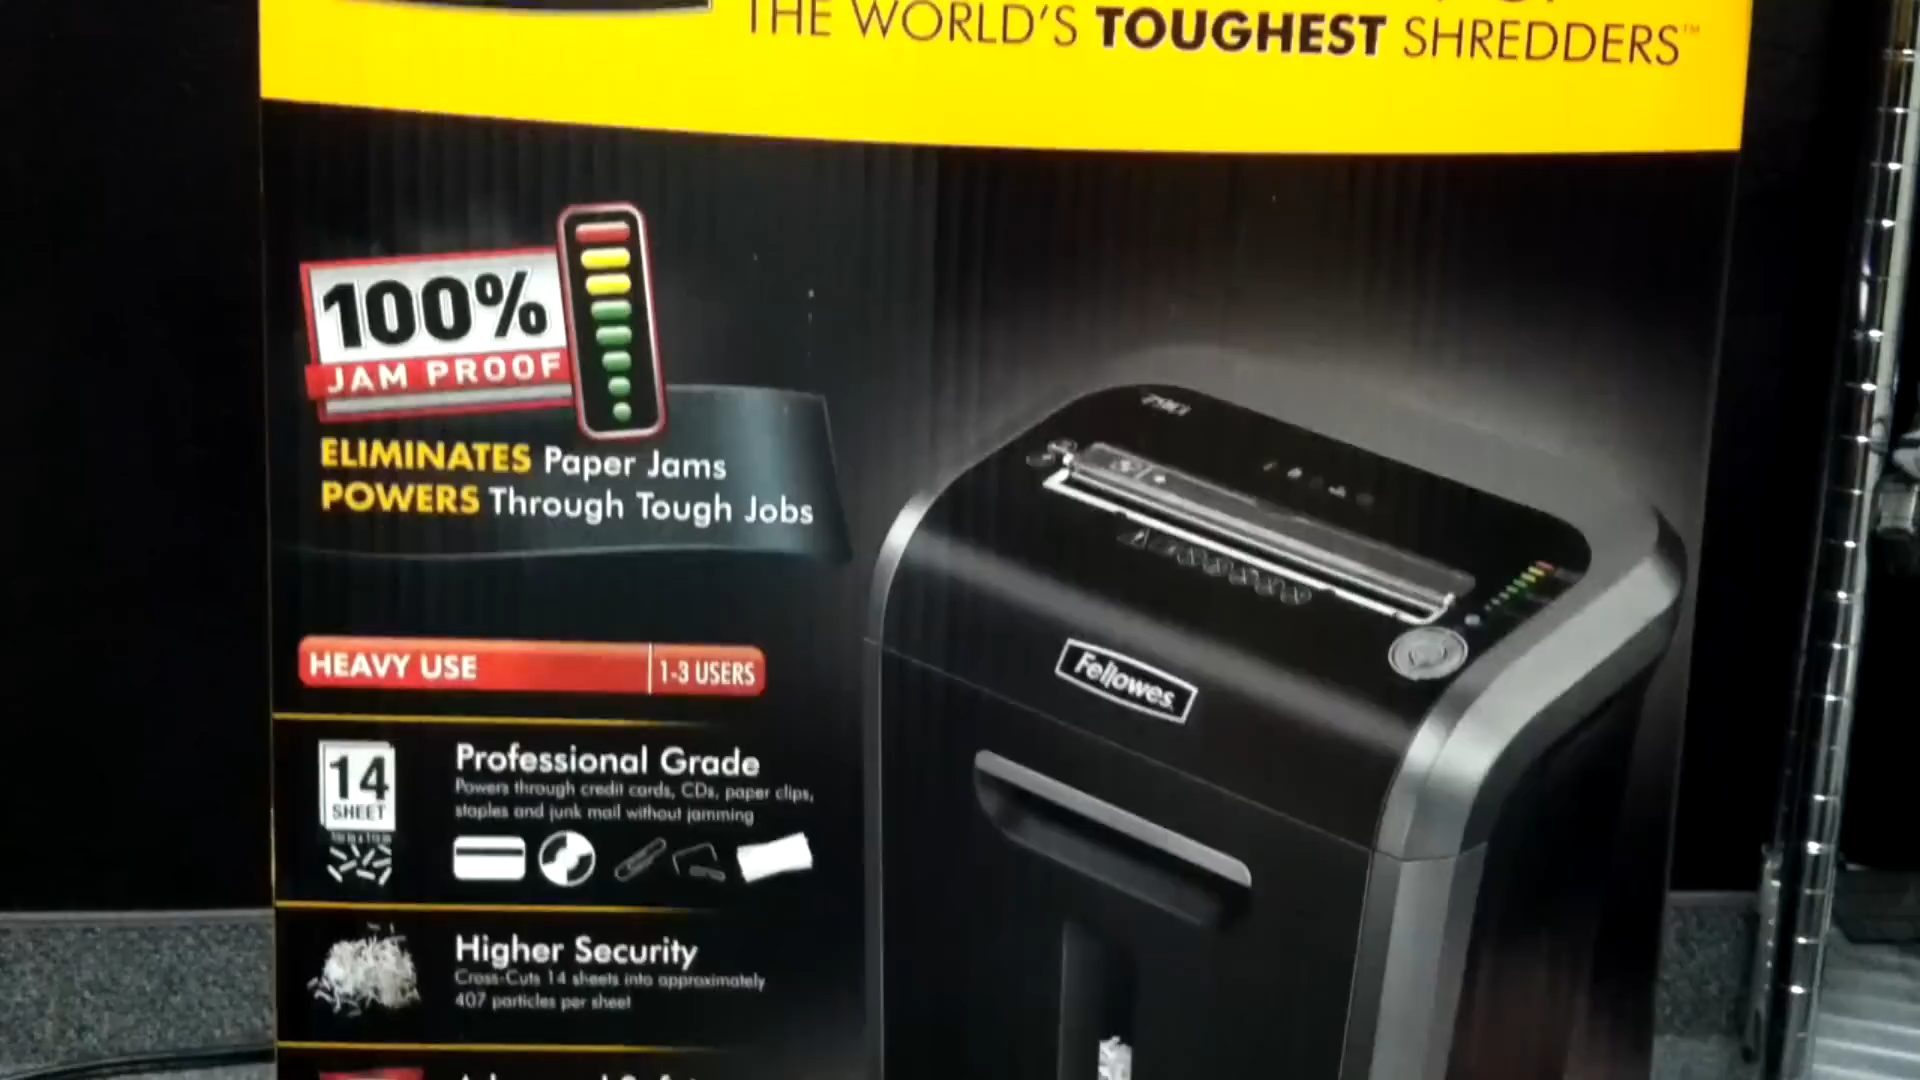 THE WORLD'S TOUGHEST SHREDDERS™
100%
JAM PROOF
ELIMINATES Paper Jams
POWERS Through Tough Jobs
HEAVY USE 1-3 USERS
14
SHEET
Professional Grade
Powers through credit cards, CDs, paper clips,
staples and junk mail without jamming
Higher Security
Cross-Cuts 14 sheets into approximately
407 particles per sheet
Fellowes